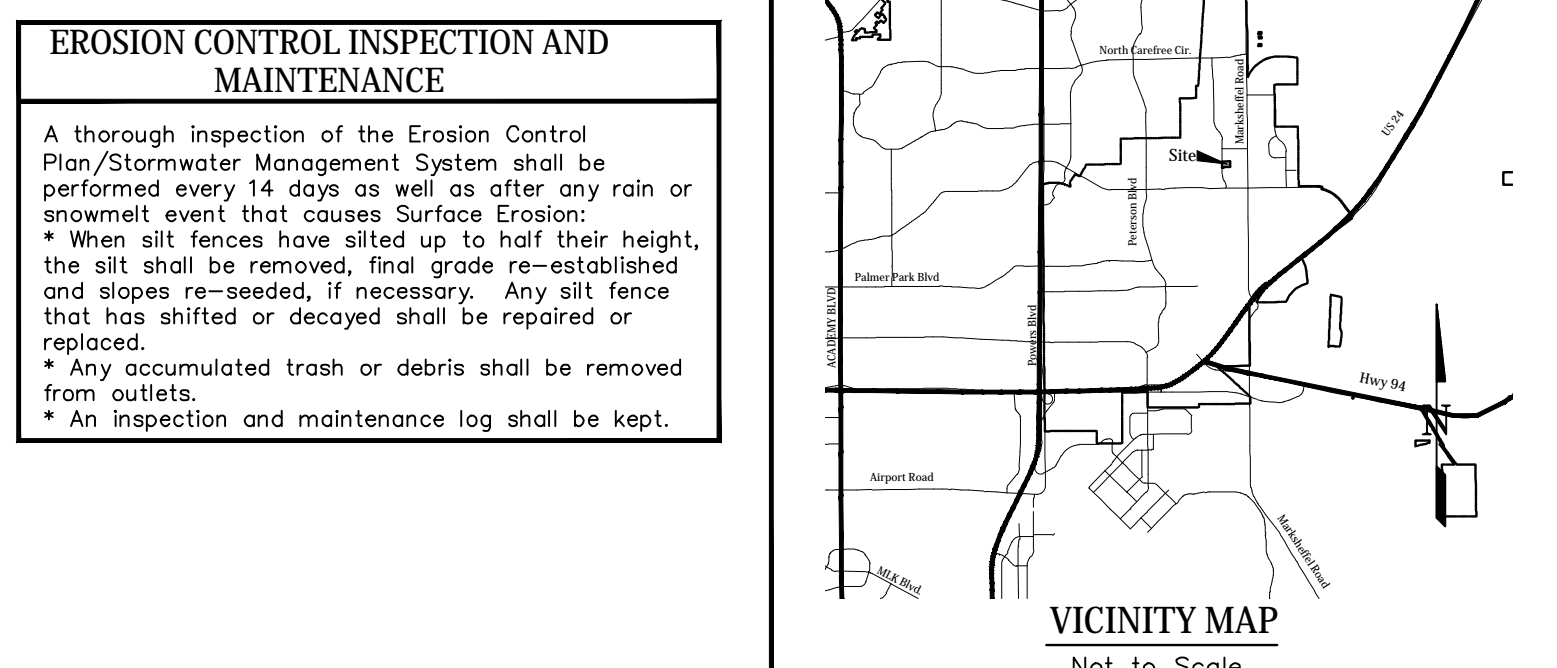 EROSION CONTROL INSPECTION AND
MAINTENANCE
A thorough inspection of the Erosion Control
Plan/Stormwater Management System shall be
performed every 14 days as well as after any rain or
snowmelt event that causes Surface Erosion:
* When silt fences have silted up to half their height,
the silt shall be removed, final grade re-established
and slopes re-seeded, if necessary.  Any silt fence
that has shifted or decayed shall be repaired or
replaced.
* Any accumulated trash or debris shall be removed
from outlets.
* An inspection and maintenance log shall be kept.
North Carefree Cir.
Marksheffel Road
US 24
Site
Peterson Blvd
Palmer Park Blvd
ACADEMY BLVD
Powers Blvd
Hwy 94
N
Airport Road
Marksheffel Road
MLK Blvd.
VICINITY MAP
Not to Scale